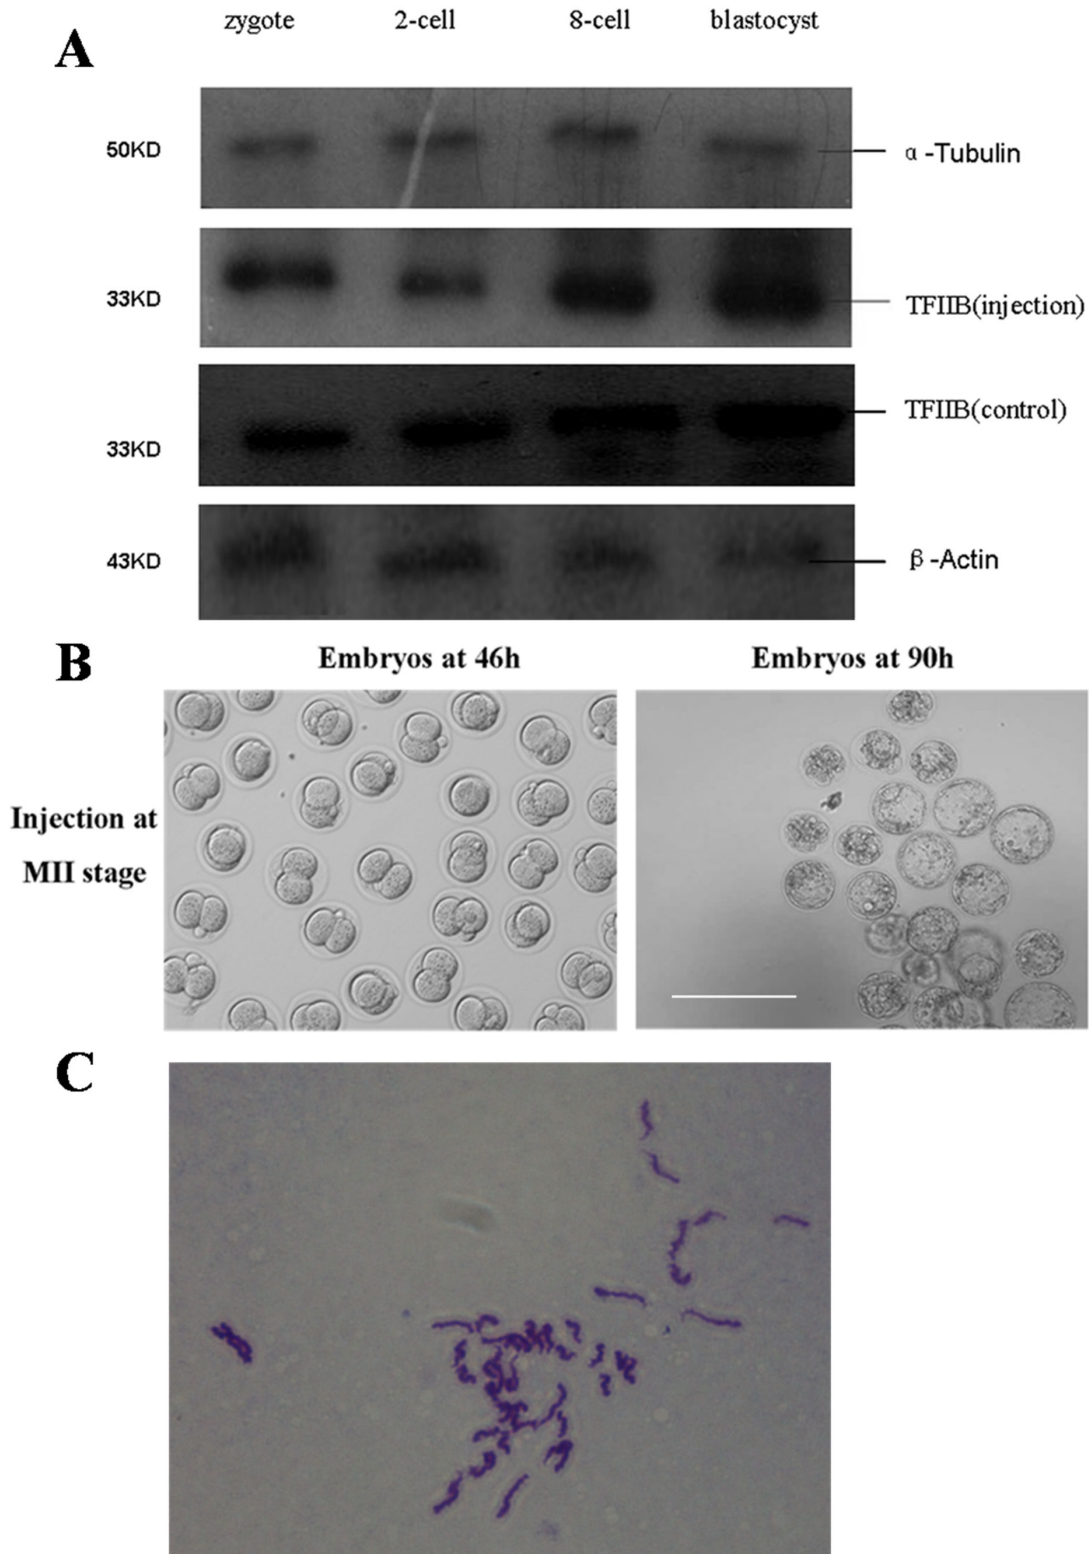 zygote 2-cell 8-cell blastocyst
A
50KD α-Tubulin
33KD TFIIB(injection)
TFIIB(control)
33KD
43KD β-Actin
B
Embryos at 46h Embryos at 90h
Injection at
MII stage
C